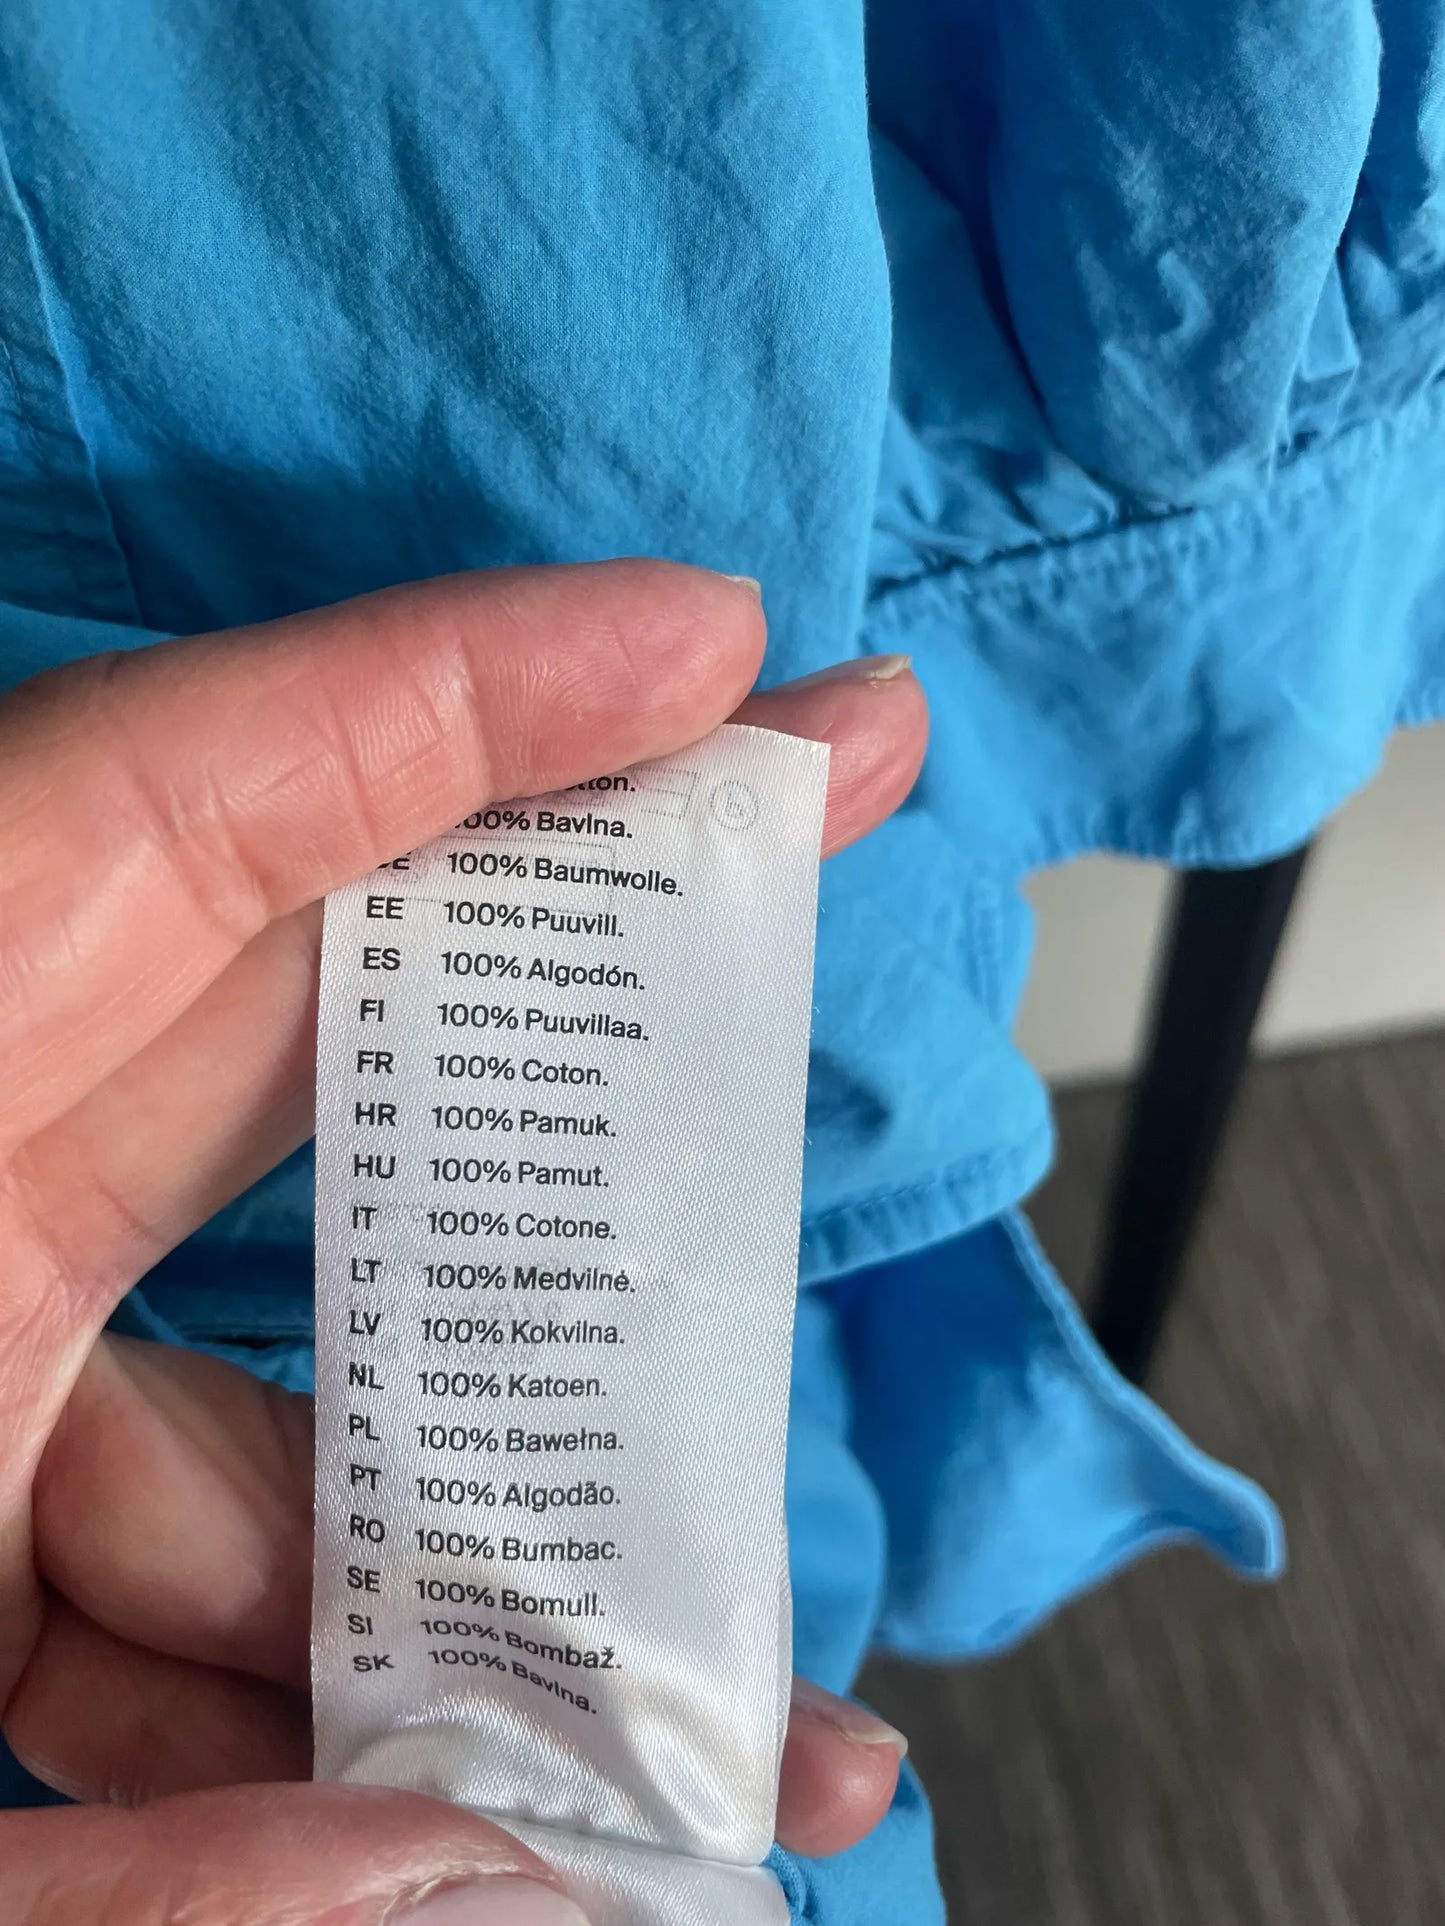 100% Bavlna.
100% Baumwolle.
EE 100% Puuvill.
ES 100% Algodón.
FI 100% Puuvillaa.
FR 100% Coton.
HR 100% Pamuk.
HU 100% Pamut.
IT 100% Cotone.
LT 100% Medvilnė.
LV 100% Kokvilna.
NL 100% Katoen.
PL 100% Bawełna.
PT 100% Algodão.
RO 100% Bumbac.
SE 100% Bomull.
SI 100% Bombaž.
SK 100% Bavlna.